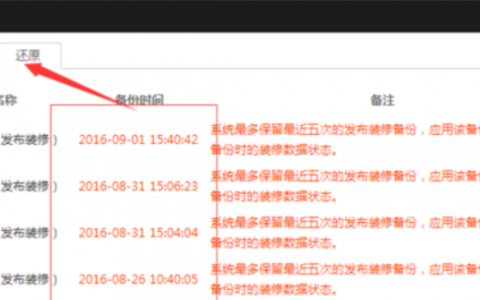 还原
名称 备份时间 备注
发布装修) 2016-09-01 15:40:42 系统最多保留最近五次的发布装修备份，应用该备
份时的装修数据状态。
发布装修) 2016-08-31 15:06:23 系统最多保留最近五次的发布装修备份，应用该备
备份时的装修数据状态。
发布装修) 2016-08-31 15:04:04 系统最多保留最近五次的发布装修备份，应用该备
备份时的装修数据状态。
发布装修) 2016-08-26 10:40:05 系统最多保留最近五次的发布装修备份，应用该备
备份时的装修数据状态。